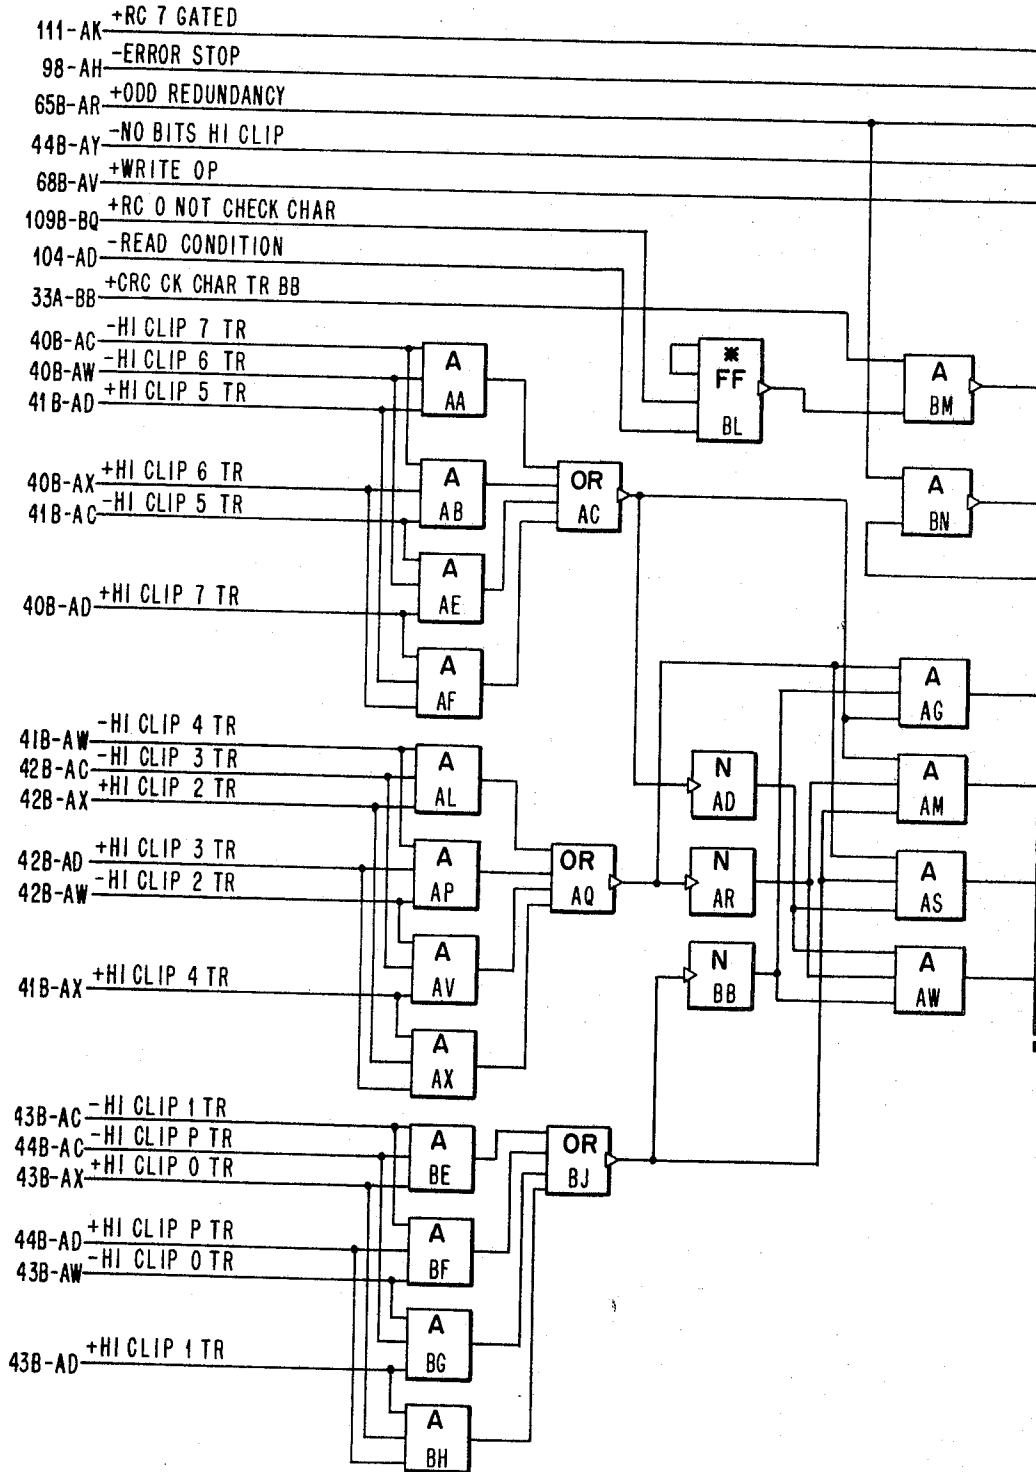 111-AK +RC 7 GATED
98-AH -ERROR STOP
65B-AR +ODD REDUNDANCY
44B-AY -NO BITS HI CLIP
68B-AV +WRITE OP
109B-BQ +RC 0 NOT CHECK CHAR
104-AD -READ CONDITION
33A-BB +CRC CK CHAR TR BB
40B-AC -HI CLIP 7 TR
40B-AW -HI CLIP 6 TR
41B-AD +HI CLIP 5 TR
40B-AX +HI CLIP 6 TR
41B-AC -HI CLIP 5 TR
40B-AD +HI CLIP 7 TR
41B-AW -HI CLIP 4 TR
42B-AC -HI CLIP 3 TR
42B-AX +HI CLIP 2 TR
42B-AD +HI CLIP 3 TR
42B-AW -HI CLIP 2 TR
41B-AX +HI CLIP 4 TR
43B-AC -HI CLIP 1 TR
44B-AC -HI CLIP P TR
43B-AX +HI CLIP 0 TR
44B-AD +HI CLIP P TR
43B-AW -HI CLIP 0 TR
43B-AD +HI CLIP 1 TR
A
AA
A
AB
A
AE
A
AF
A
AL
A
AP
A
AV
A
AX
A
BE
A
BF
A
BG
A
BH
OR
AC
OR
AQ
OR
BJ
*
FF
BL
N
AD
N
AR
N
BB
A
BM
A
BN
A
AG
A
AM
A
AS
A
AW